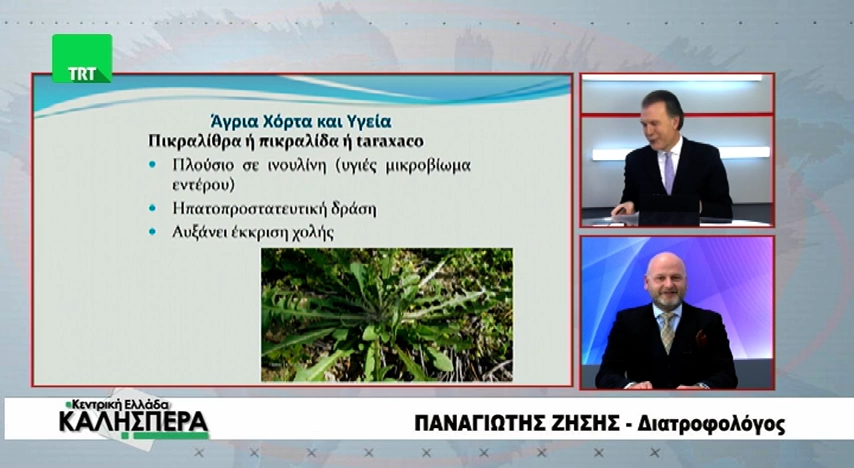 TRT
Άγρια Χόρτα και Υγεία
Πικραλίθρα ή πικραλίδα ή taraxaco
Πλούσιο σε ινουλίνη (υγιές μικροβίωμα
εντέρου)
Ηπατοπροστατευτική δράση
Αυξάνει έκκριση χολής
Κεντρική Ελλάδα
ΚΑΛΗΣΠΕΡΑ
ΠΑΝΑΓΙΩΤΗΣ ΖΗΣΗΣ - Διατροφολόγος